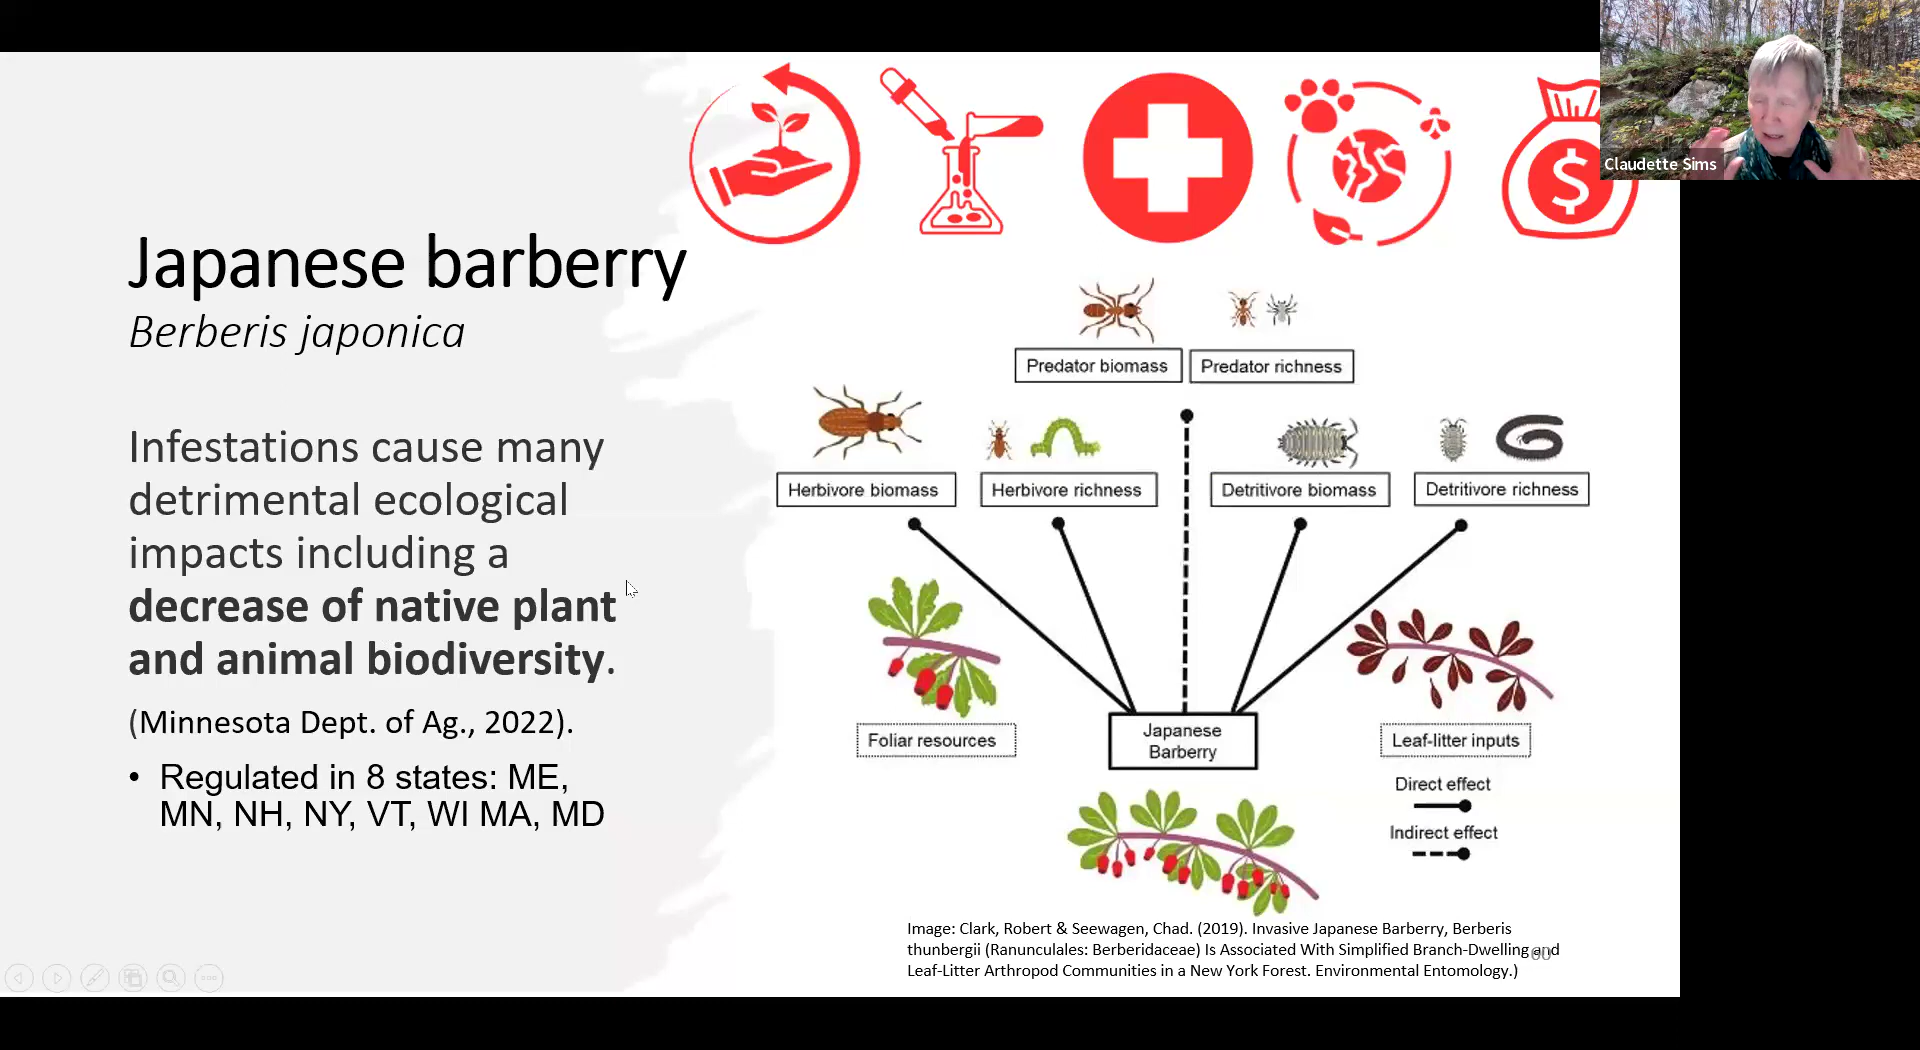 Claudette Sims
$
Japanese barberry
Berberis japonica
Infestations cause many
detrimental ecological
impacts including a
decrease of native plant
and animal biodiversity.
(Minnesota Dept. of Ag., 2022).
• Regulated in 8 states: ME,
MN, NH, NY, VT, WI MA, MD
Predator biomass
Predator richness
Herbivore biomass
Herbivore richness
Detritivore biomass
Detritivore richness
Foliar resources
Japanese
Barberry
Leaf-litter inputs
Direct effect
Indirect effect
Image: Clark, Robert & Seewagen, Chad. (2019). Invasive Japanese Barberry, Berberis
thunbergii (Ranunculales: Berberidaceae) Is Associated With Simplified Branch-Dwelling and
Leaf-Litter Arthropod Communities in a New York Forest. Environmental Entomology.)
60